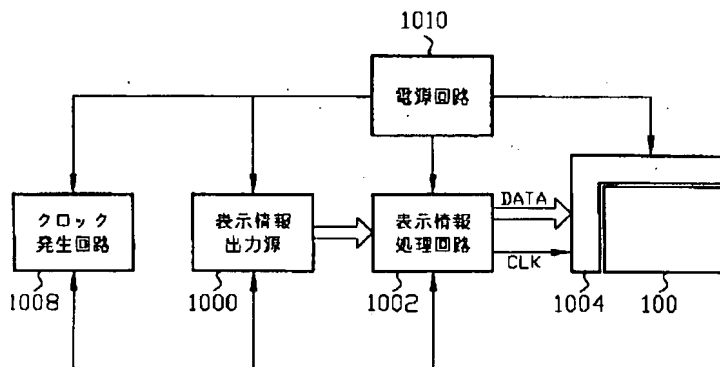 1010
電源回路
クロック
発生回路
表示情報
出力源
表示情報
処理回路
DATA
CLK
1008
1000
1002
1004
100